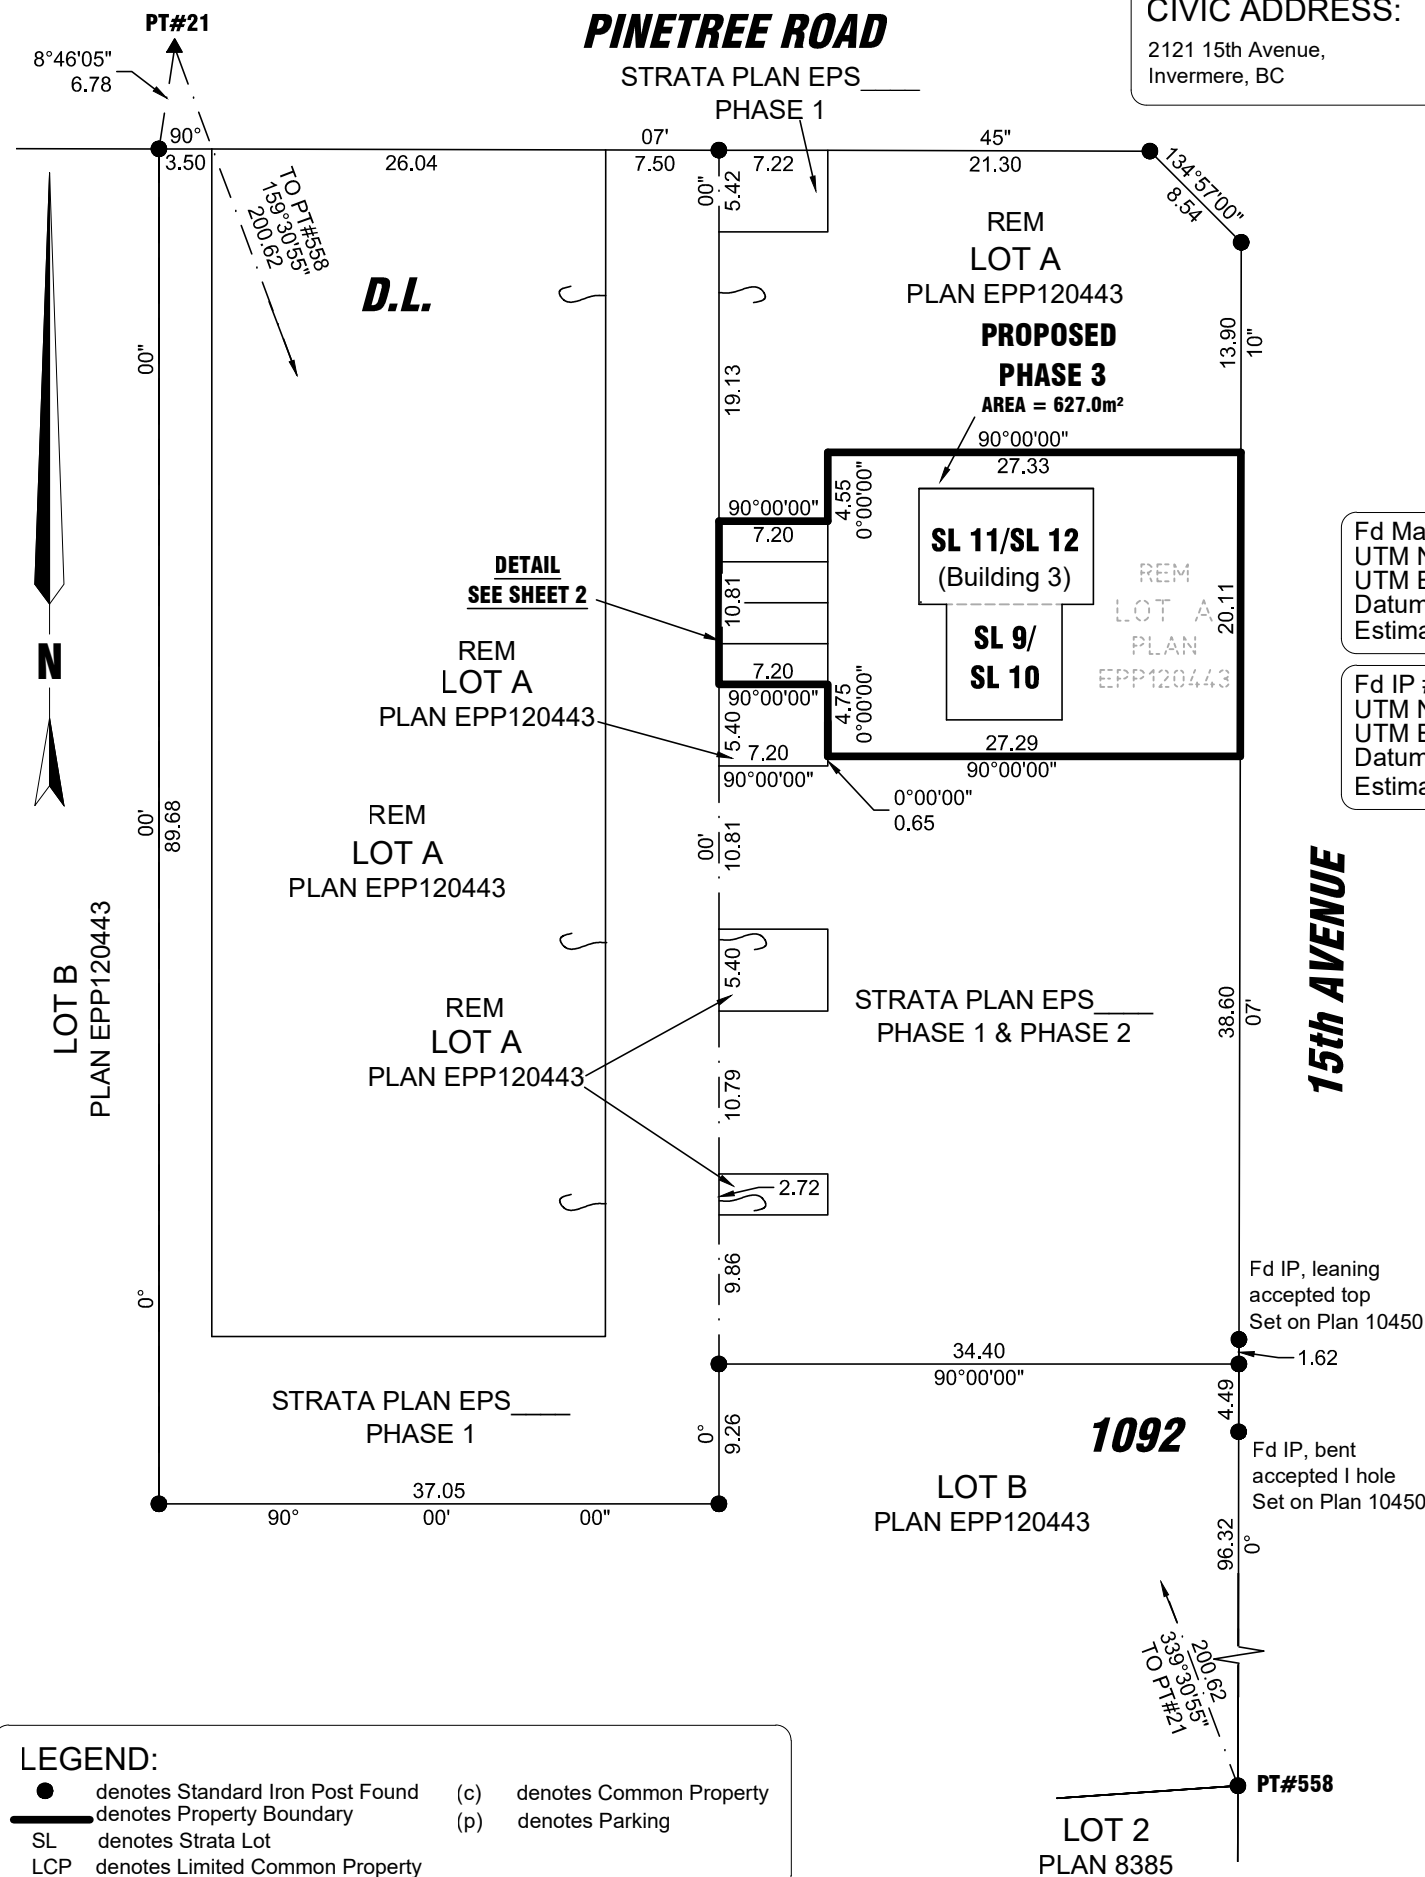 PT#21
8°46'05"
6.78
PINETREE ROAD
STRATA PLAN EPS____
PHASE 1
CIVIC ADDRESS:
2121 15th Avenue,
Invermere, BC
90°
07'
45"
3.50
26.04
7.50
7.22
21.30
134°57'00"
8.54
TO PT#558
159°30'55"
200.62
00"
5.42
D.L.
REM
LOT A
PLAN EPP120443
PROPOSED
PHASE 3
AREA = 627.0m²
13.90
10"
00"
19.13
90°00'00"
27.33
4.55
0°00'00"
90°00'00"
7.20
DETAIL
SEE SHEET 2
10.81
SL 11/SL 12
(Building 3)
SL 9/
SL 10
REM
LOT A
PLAN
EPP120443
20.11
Fd Ma
UTM N
UTM E
Datum
Estima
Fd IP #
UTM N
UTM E
Datum
Estima
N
REM
LOT A
PLAN EPP120443
7.20
90°00'00"
4.75
0°00'00"
5.40
7.20
90°00'00"
27.29
90°00'00"
0°00'00"
0.65
00'
89.68
REM
LOT A
PLAN EPP120443
00'
10.81
15th AVENUE
LOT B
PLAN EPP120443
5.40
REM
LOT A
PLAN EPP120443
STRATA PLAN EPS____
PHASE 1 & PHASE 2
38.60
07'
10.79
2.72
0°
9.86
Fd IP, leaning
accepted top
Set on Plan 10450
34.40
90°00'00"
1.62
4.49
STRATA PLAN EPS____
PHASE 1
0°
9.26
1092
Fd IP, bent
accepted I hole
Set on Plan 10450
LOT B
PLAN EPP120443
37.05
90°
00'
00"
96.32
0°
200.62
339°30'55"
TO PT#21
PT#558
LOT 2
PLAN 8385
LEGEND:
denotes Standard Iron Post Found
denotes Property Boundary
SL denotes Strata Lot
LCP denotes Limited Common Property
(c) denotes Common Property
(p) denotes Parking